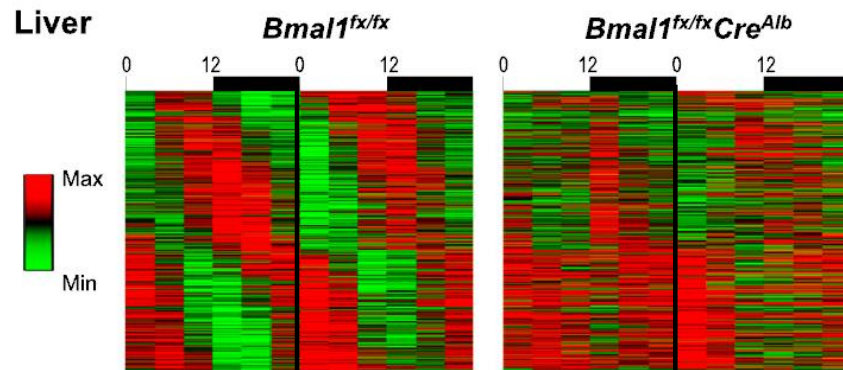 Liver
Bmal1fx/fx
Bmal1fx/fxCreAlb
0 12 0 12
0 12 0 12
Max
Min